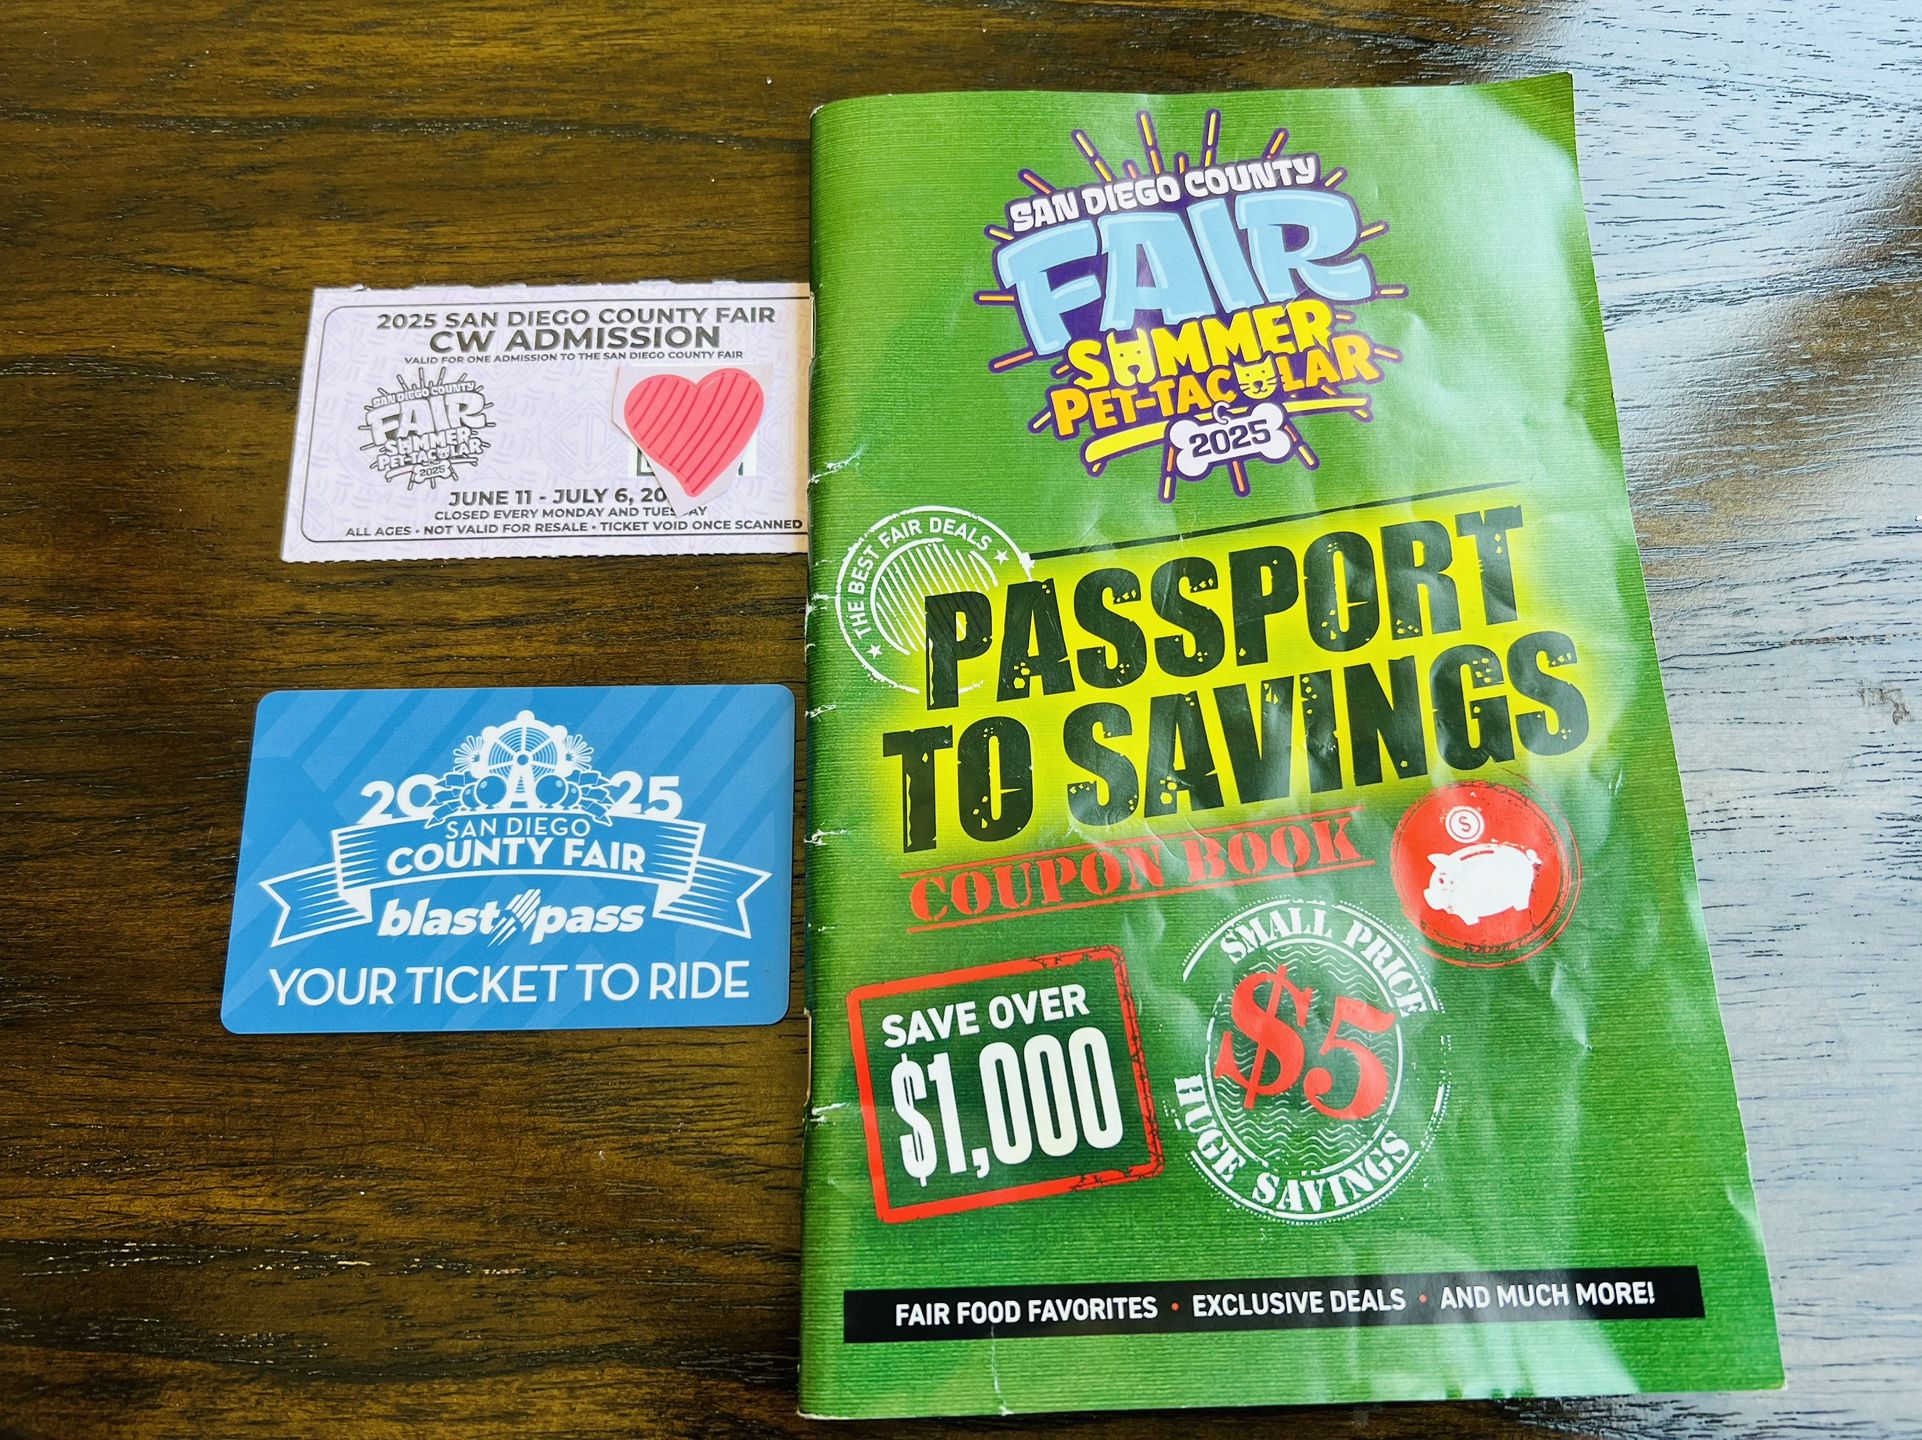 2025 SAN DIEGO COUNTY FAIR
CW ADMISSION
VALID FOR ONE ADMISSION TO THE SAN DIEGO COUNTY FAIR
SAN DIEGO COUNTY
FAIR
SUMMER
PET-TACULAR
2025
JUNE 11 - JULY 6, 20
CLOSED EVERY MONDAY AND TUESDAY
ALL AGES • NOT VALID FOR RESALE • TICKET VOID ONCE SCANNED
2025
SAN DIEGO
COUNTY FAIR
blastpass
YOUR TICKET TO RIDE
SAN DIEGO COUNTY
FAIR
SUMMER
PET-TACULAR
2025
★ THE BEST FAIR DEALS ★
PASSPORT
TO SAVINGS
COUPON BOOK
$
SAVE OVER
$1,000
SMALL PRICE
$5
HUGE SAVINGS
FAIR FOOD FAVORITES • EXCLUSIVE DEALS • AND MUCH MORE!